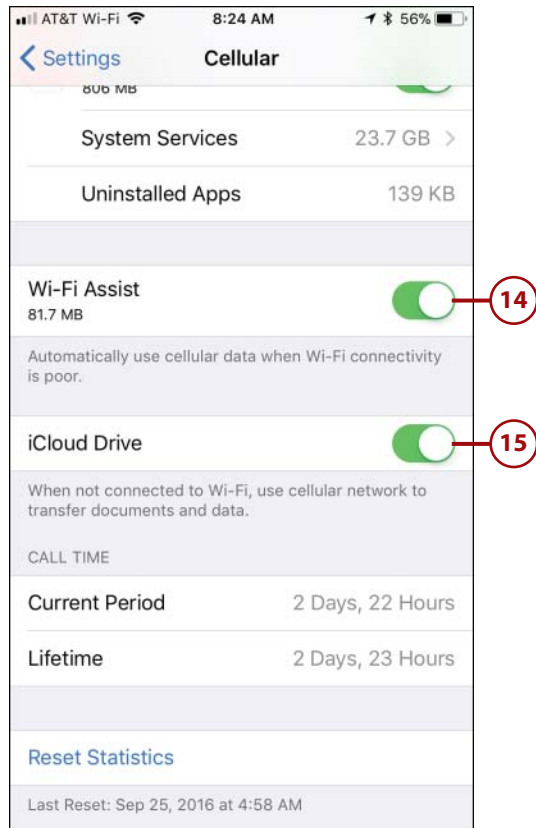 AT&T Wi-Fi 8:24 AM 56%
Settings Cellular
806 MB
System Services 23.7 GB
Uninstalled Apps 139 KB
Wi-Fi Assist
81.7 MB
14
Automatically use cellular data when Wi-Fi connectivity
is poor.
iCloud Drive
15
When not connected to Wi-Fi, use cellular network to
transfer documents and data.
CALL TIME
Current Period 2 Days, 22 Hours
Lifetime 2 Days, 23 Hours
Reset Statistics
Last Reset: Sep 25, 2016 at 4:58 AM